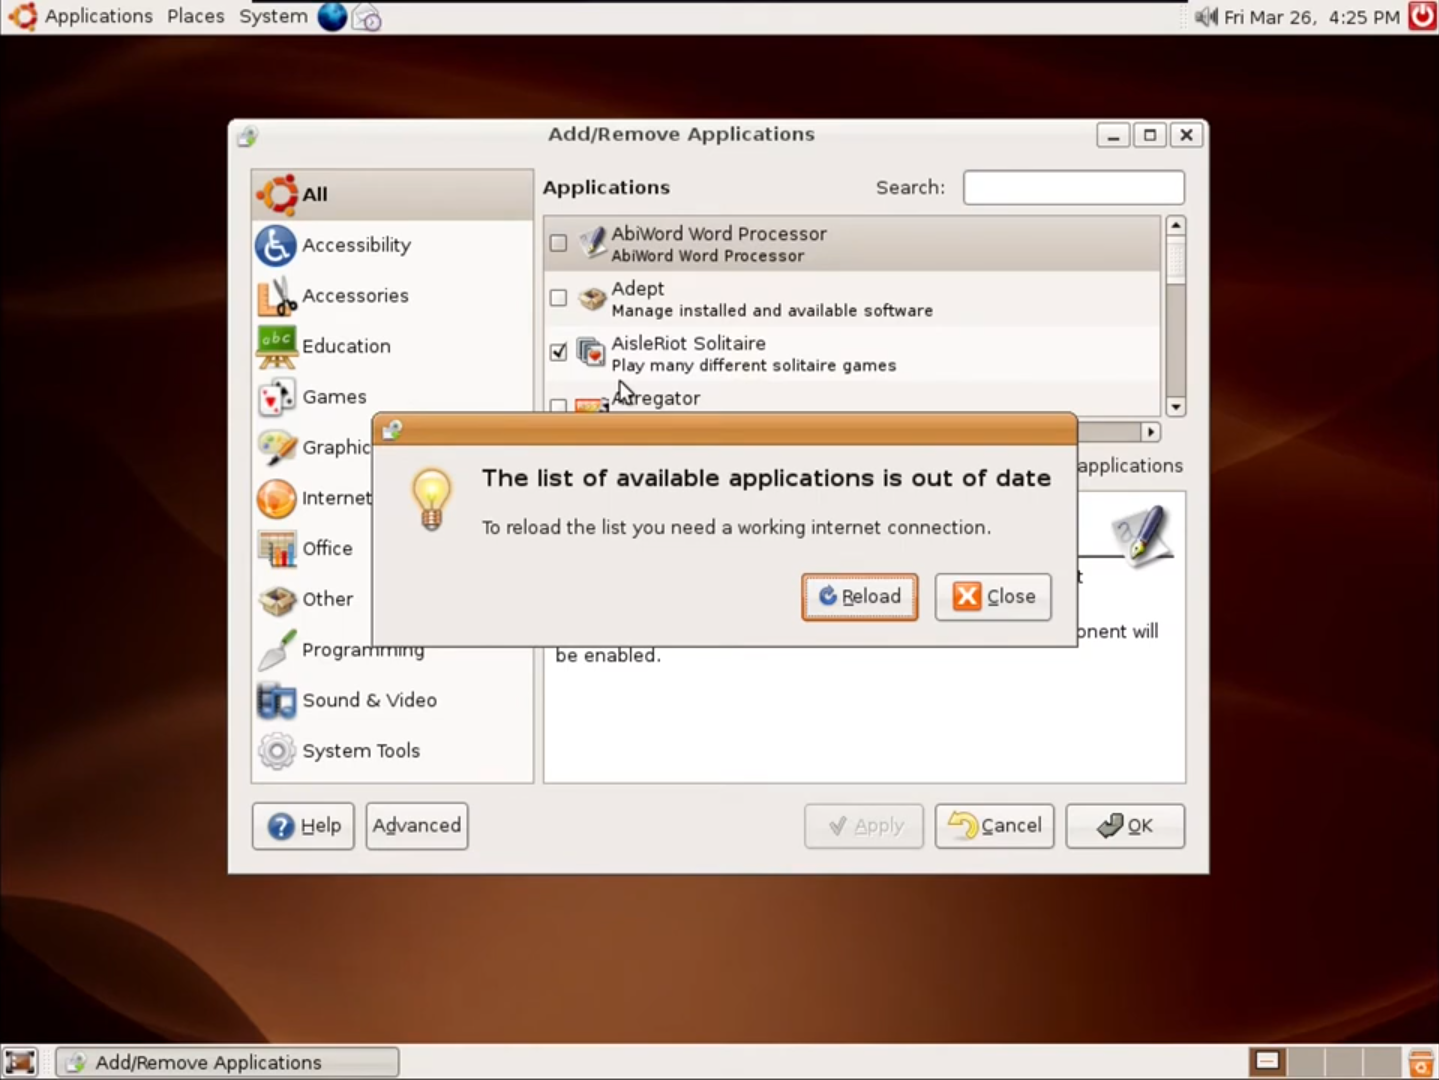 Applications Places System
Fri Mar 26, 4:25 PM
Add/Remove Applications
All
Accessibility
Accessories
abc
Education
Games
Graphic
Internet
Office
Other
Programming
Sound & Video
System Tools
Applications
Search:
AbiWord Word Processor
AbiWord Word Processor
Adept
Manage installed and available software
AisleRiot Solitaire
Play many different solitaire games
regator
applications
The list of available applications is out of date
To reload the list you need a working internet connection.
Reload
Close
t
onent will
be enabled.
Help
Advanced
Apply
Cancel
OK
Add/Remove Applications